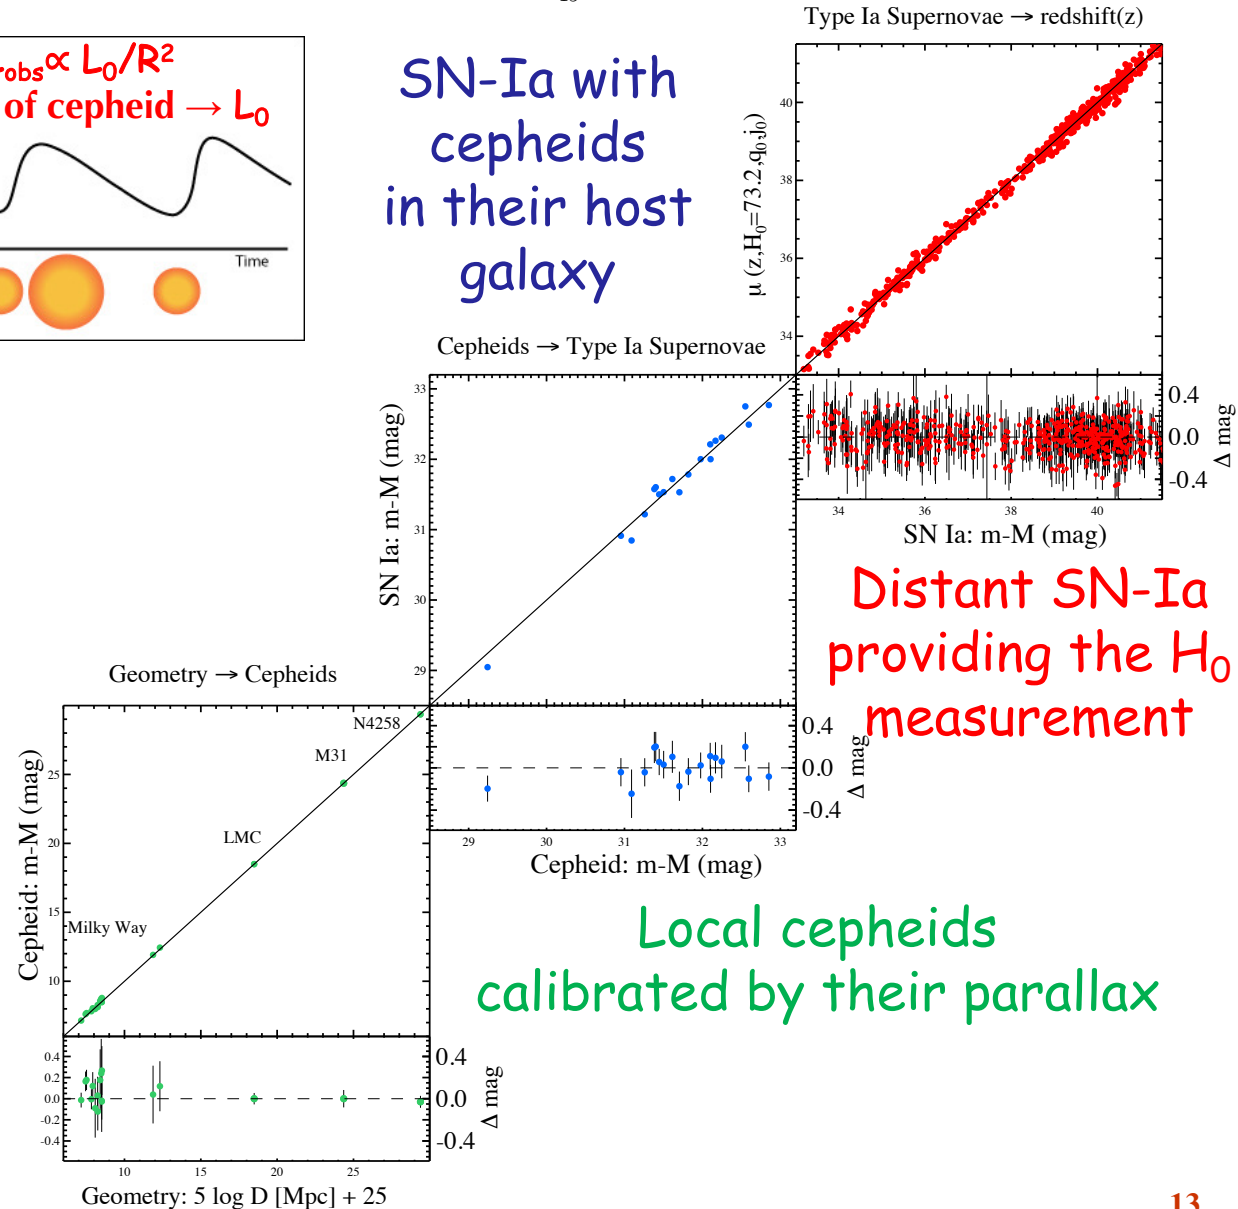 Type Ia Supernovae → redshift(z)
obs∝ L0/R2
of cepheid → L0
Time
SN-Ia with
cepheids
in their host
galaxy
40
38
36
34
μ (z,H0=73.2,q0,j0)
0.4
0.0
-0.4
Δ mag
34
36
38
40
SN Ia: m-M (mag)
Distant SN-Ia
providing the H0
measurement
Cepheids → Type Ia Supernovae
33
32
31
30
29
SN Ia: m-M (mag)
0.4
0.0
-0.4
Δ mag
29
30
31
32
33
Cepheid: m-M (mag)
Geometry → Cepheids
N4258
M31
LMC
Milky Way
25
20
15
10
Cepheid: m-M (mag)
Local cepheids
calibrated by their parallax
0.4
0.2
0.0
-0.2
-0.4
0.4
0.0
-0.4
Δ mag
10
15
20
25
Geometry: 5 log D [Mpc] + 25
13